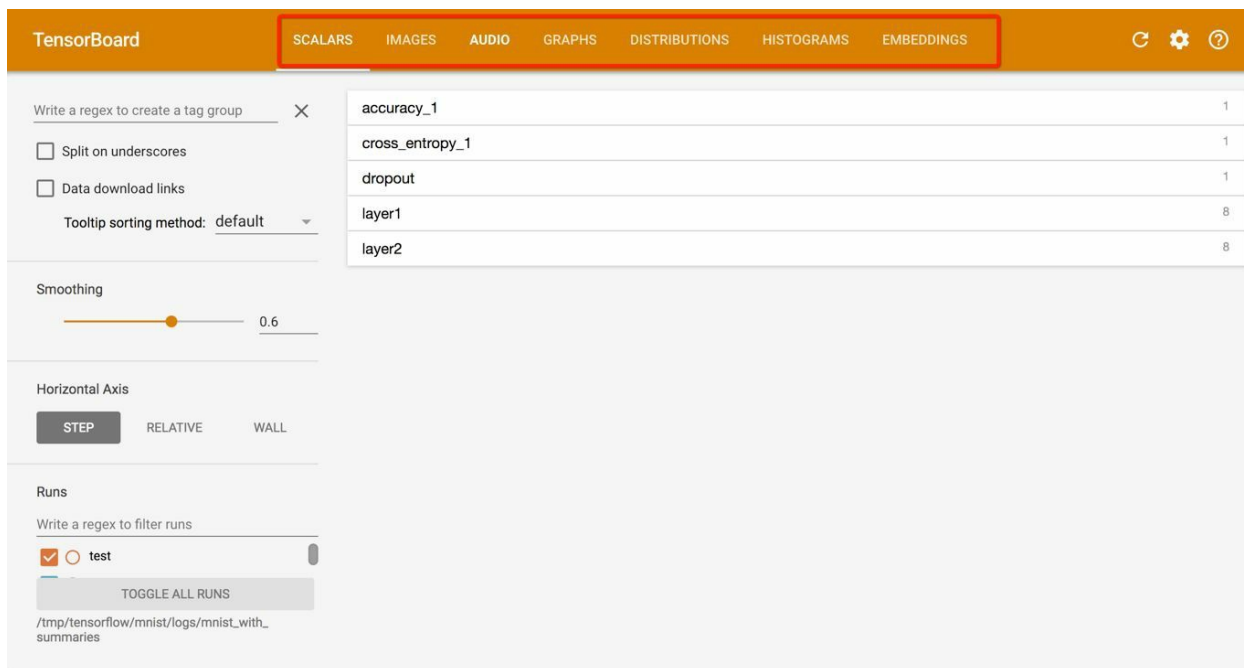 TensorBoard SCALARS IMAGES AUDIO GRAPHS DISTRIBUTIONS HISTOGRAMS EMBEDDINGS
Write a regex to create a tag group
Split on underscores
Data download links
Tooltip sorting method: default
Smoothing
0.6
Horizontal Axis
STEP RELATIVE WALL
Runs
Write a regex to filter runs
test
TOGGLE ALL RUNS
/tmp/tensorflow/mnist/logs/mnist_with_
summaries
accuracy_1 1
cross_entropy_1 1
dropout 1
layer1 8
layer2 8